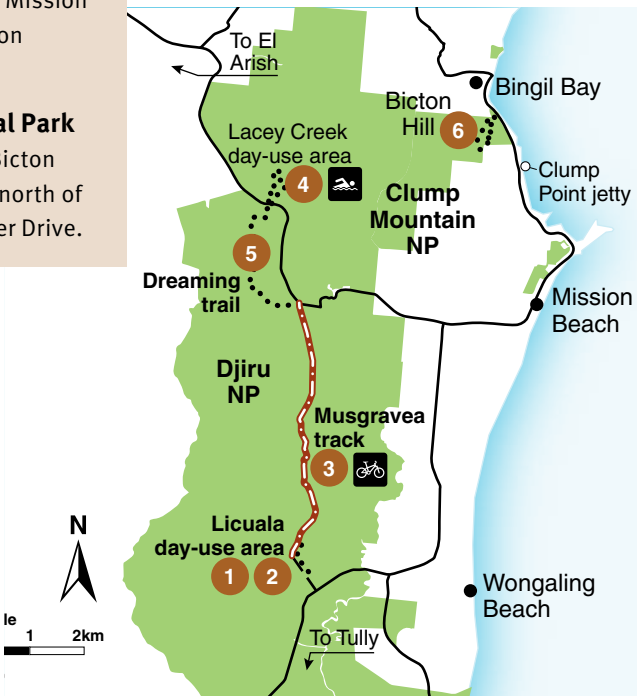 Mission
on
al Park
Bicton
north of
er Drive.
To El
Arish
Bingil Bay
Bicton
Hill
6
Lacey Creek
day-use area
4
Clump
Point jetty
Clump
Mountain
NP
5
Dreaming
trail
Mission
Beach
Djiru
NP
Musgravea
track
3
Licuala
day-use area
1 2
N
Wongaling
Beach
le
1 2km
To Tully